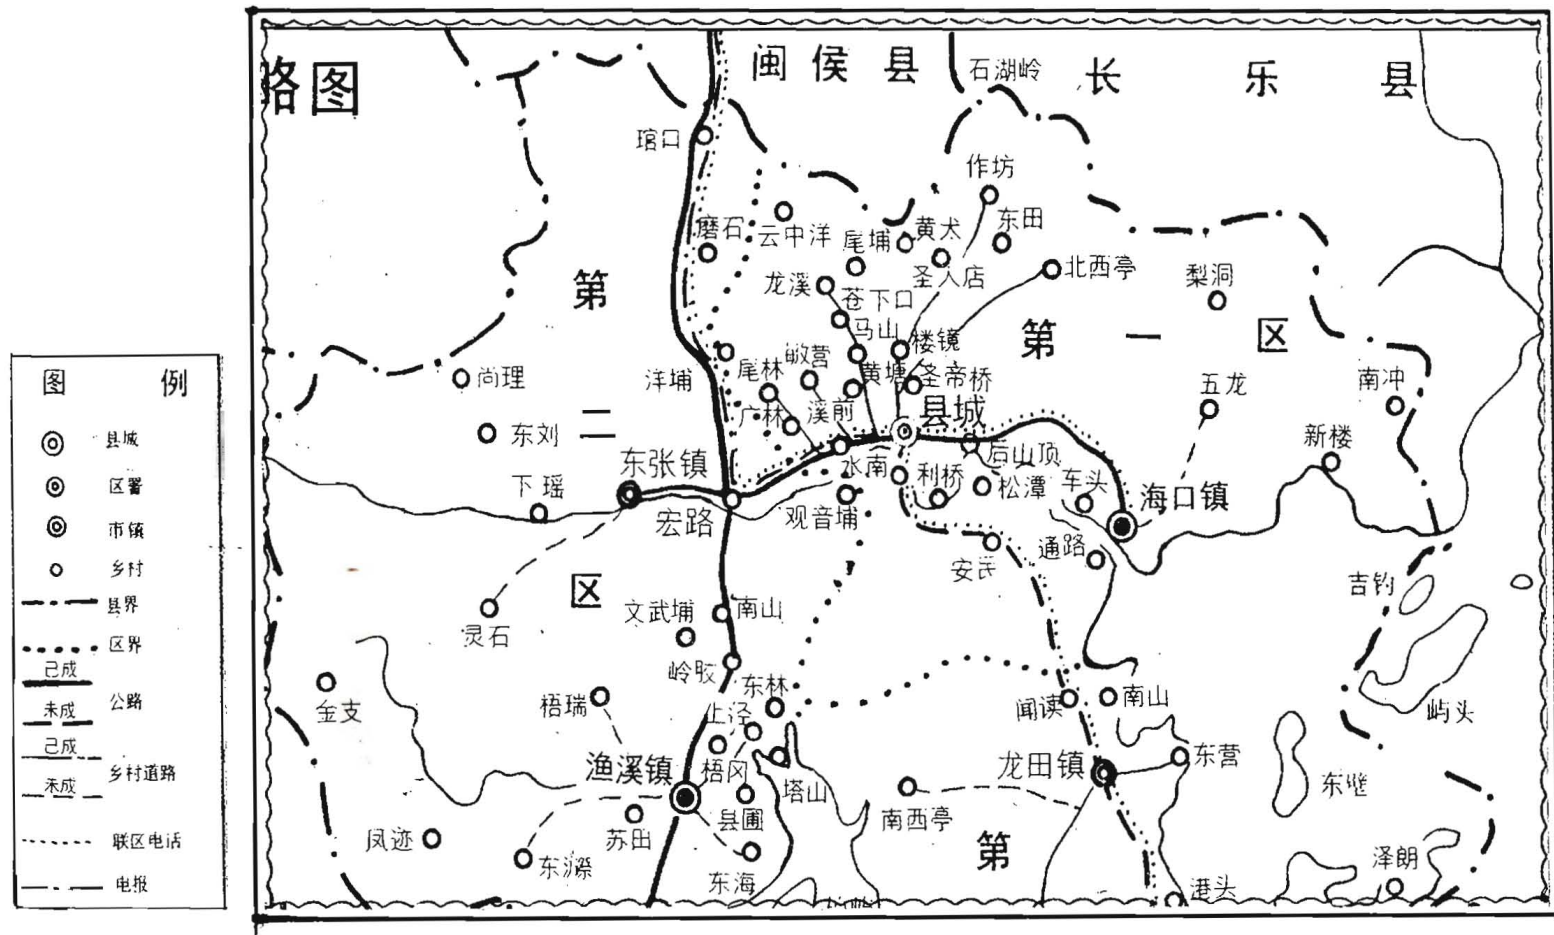 路图
闽侯县
石湖岭
长乐县
琯口
作坊
磨石
云中洋
尾埔
黄犬
东田
龙溪
苍下口
圣人店
北西亭
梨洞
第
马山
楼镜
第一区
洋埔
尾林
敏营
黄塘
圣帝桥
尚理
广林
溪前
县城
五龙
南冲
二
东刘
东张镇
水南
后山顶
新楼
下瑶
宏路
观音埔
利桥
松潭
车头
海口镇
安民
通路
区
吉钓
灵石
文武埔
南山
岭胶
东林
金支
梧瑞
上泽
闻读
南山
屿头
渔溪镇
梧冈
塔山
龙田镇
东营
东壁
凤迹
苏田
县圃
南西亭
第
东漈
东海
泽朗
港头
图例
县城
区署
市镇
乡村
县界
区界
已成
公路
未成
已成
乡村道路
未成
联区电话
电报